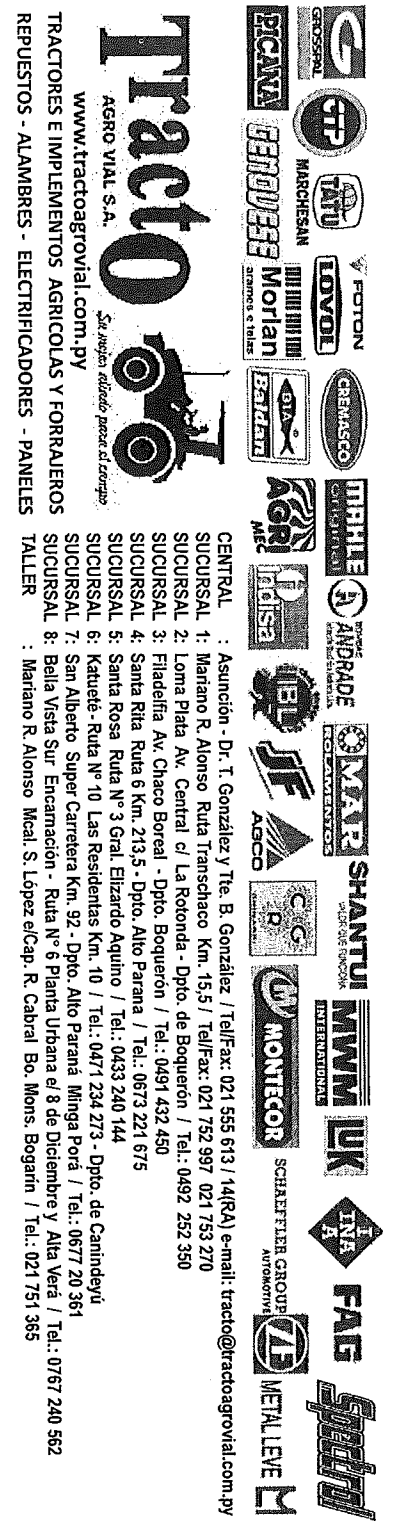 GROSSPAL
CTP
TATU
MARCHESAN
FOTON
LOVOL
CREMASCO
MAHLE
Original
ANDRADE
MAR
ROLAMENTOS
SHANTUI
MWM
INTERNATIONAL
LUK
INA
FAG
Spectrol
PICANA
GENOVESE
Morlan
arames e telas
Baldan
AGRI
MEC
indisa
IBL
JF
AGCO
CGR
MONTECOR
SCHAEFFLER GROUP
AUTOMOTIVE
ZF
METAL LEVE
TractO
AGRO VIAL S.A.
Su mejor aliado para el campo
www.tractoagrovial.com.py
TRACTORES E IMPLEMENTOS AGRICOLAS Y FORRAJEROS
REPUESTOS - ALAMBRES - ELECTRIFICADORES - PANELES
CENTRAL : Asunción - Dr. T. González y Tte. B. González / Tel/Fax: 021 555 613 / 14(RA) e-mail: tracto@tractoagrovial.com.py
SUCURSAL 1: Mariano R. Alonso Ruta Transchaco Km. 15,5 / Tel/Fax: 021 752 997 021 753 270
SUCURSAL 2: Loma Plata Av. Central c/ La Rotonda - Dpto. de Boquerón / Tel.: 0492 252 350
SUCURSAL 3: Filadelfia Av. Chaco Boreal - Dpto. Boquerón / Tel.: 0491 432 450
SUCURSAL 4: Santa Rita Ruta 6 Km. 213,5 - Dpto. Alto Parana / Tel.: 0673 221 675
SUCURSAL 5: Santa Rosa Ruta N° 3 Gral. Elizardo Aquino / Tel.: 0433 240 144
SUCURSAL 6: Katueté - Ruta N° 10 Las Residentas Km. 10 / Tel.: 0471 234 273 - Dpto. de Canindeyú
SUCURSAL 7: San Alberto Super Carretera Km. 92 - Dpto. Alto Paraná Minga Porá / Tel.: 0677 20 361
SUCURSAL 8: Bella Vista Sur Encarnación - Ruta N° 6 Planta Urbana e/ 8 de Diciembre y Alta Verá / Tel.: 0767 240 562
TALLER : Mariano R. Alonso Mcal. S. López e/Cap. R. Cabral Bo. Mons. Bogarín / Tel.: 021 751 365